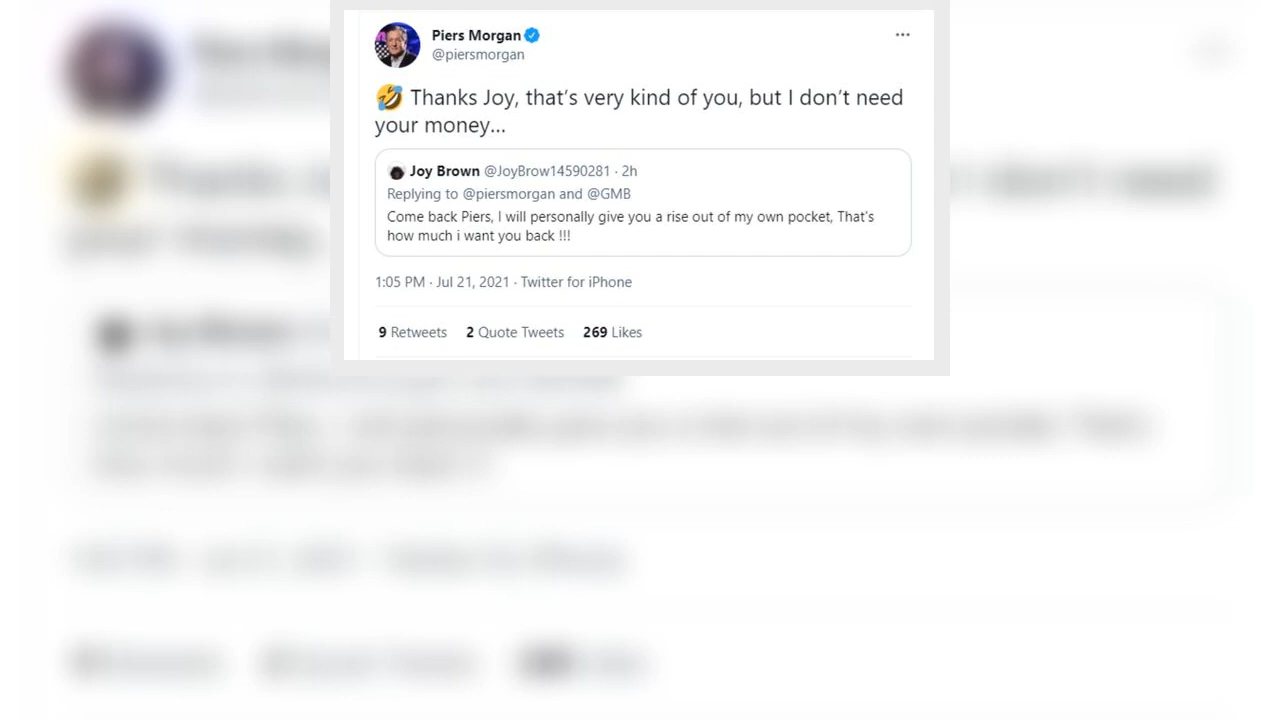 Piers Morgan
@piersmorgan
🤣 Thanks Joy, that's very kind of you, but I don't need
your money...
Joy Brown @JoyBrow14590281 · 2h
Replying to @piersmorgan and @GMB
Come back Piers, I will personally give you a rise out of my own pocket, That's
how much i want you back !!!
1:05 PM · Jul 21, 2021 · Twitter for iPhone
9 Retweets 2 Quote Tweets 269 Likes